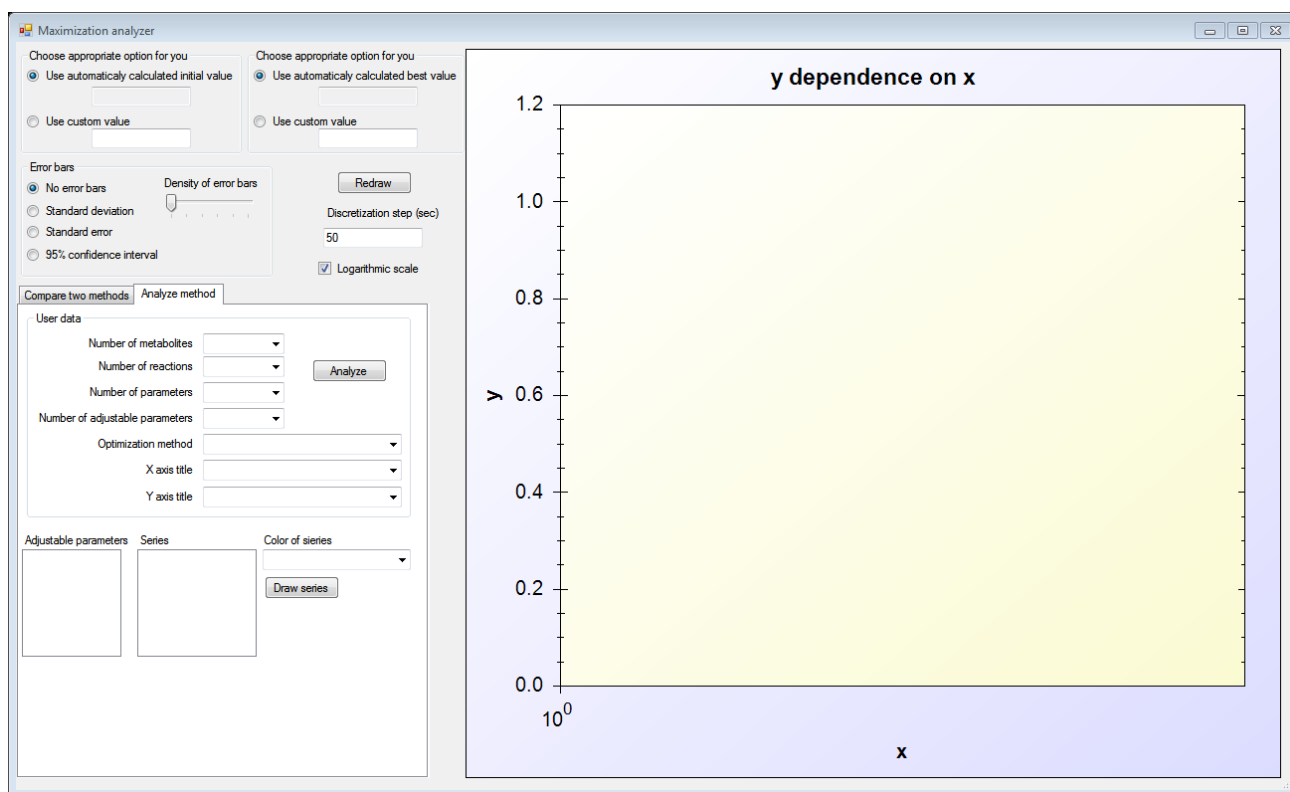 Maximization analyzer
Choose appropriate option for you
Use automaticaly calculated initial value
Use custom value
Choose appropriate option for you
Use automaticaly calculated best value
Use custom value
Error bars
No error bars
Standard deviation
Standard error
95% confidence interval
Density of error bars
Redraw
Discretization step (sec)
50
Logarithmic scale
Compare two methods
Analyze method
User data
Number of metabolites
Number of reactions
Number of parameters
Number of adjustable parameters
Optimization method
X axis title
Y axis title
Analyze
Adjustable parameters
Series
Color of sieries
Draw series
y dependence on x
1.2
1.0
0.8
0.6
0.4
0.2
0.0
y
10^0
x